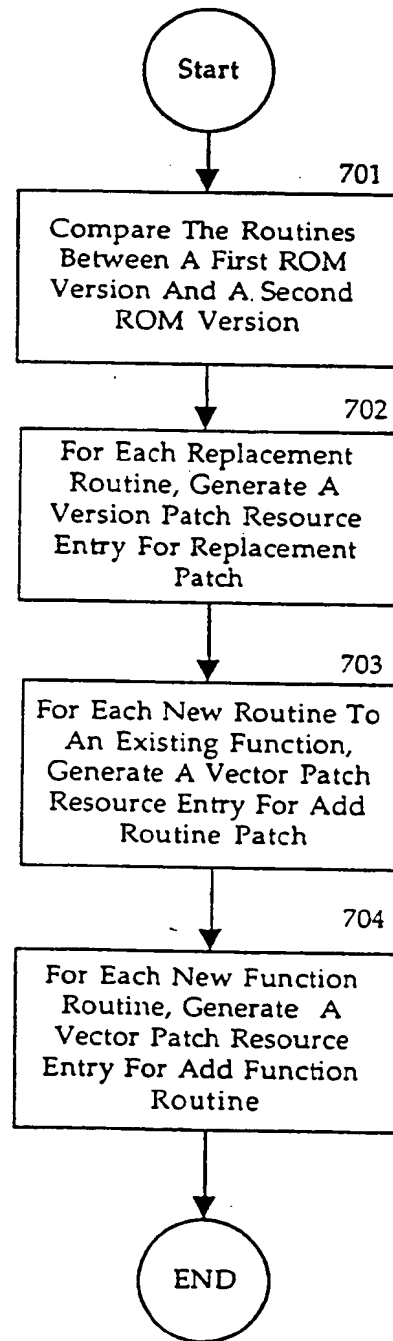 Start
701
Compare The Routines
Between A First ROM
Version And A. Second
ROM Version
702
For Each Replacement
Routine, Generate A
Version Patch Resource
Entry For Replacement
Patch
703
For Each New Routine To
An Existing Function,
Generate A Vector Patch
Resource Entry For Add
Routine Patch
704
For Each New Function
Routine, Generate A
Vector Patch Resource
Entry For Add Function
Routine
END